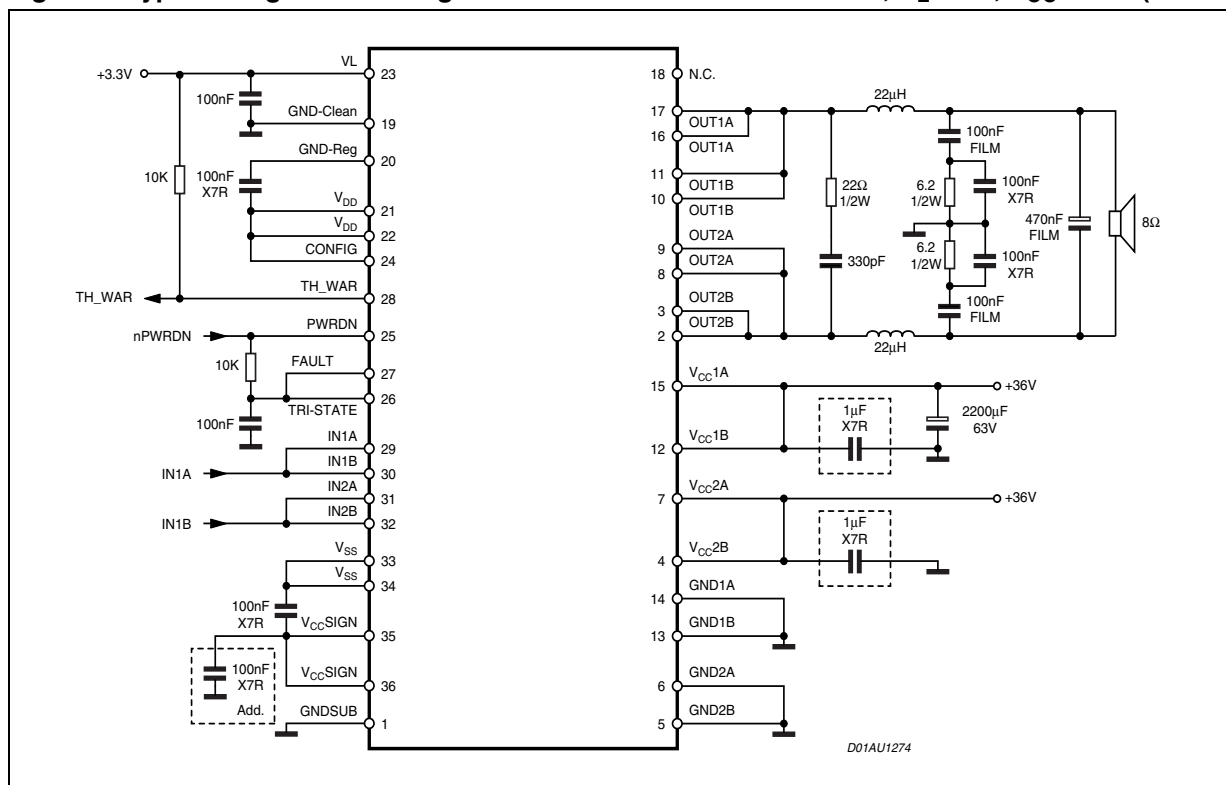 VL
+3.3V
23
100nF
GND-Clean
19
GND-Reg
20
10K
100nF
X7R
VDD
21
VDD
22
CONFIG
24
TH_WAR
TH_WAR
28
PWRDN
nPWRDN
25
10K
FAULT
27
TRI-STATE
26
100nF
IN1A
29
IN1B
IN1A
30
IN2A
31
IN2B
IN1B
32
VSS
33
VSS
34
100nF
X7R
VCCSIGN
35
100nF
X7R
Add.
VCCSIGN
36
GNDSUB
1
18 N.C.
17
OUT1A
16
OUT1A
11
OUT1B
10
OUT1B
OUT2A
9
OUT2A
8
OUT2B
3
OUT2B
2
22µH
22Ω
1/2W
330pF
100nF
FILM
6.2
1/2W
100nF
X7R
6.2
1/2W
100nF
X7R
100nF
FILM
470nF
FILM
8Ω
22µH
VCC1A
15
+36V
1µF
X7R
2200µF
63V
VCC1B
12
VCC2A
7
+36V
1µF
X7R
VCC2B
4
GND1A
14
GND1B
13
GND2A
6
GND2B
5
D01AU1274